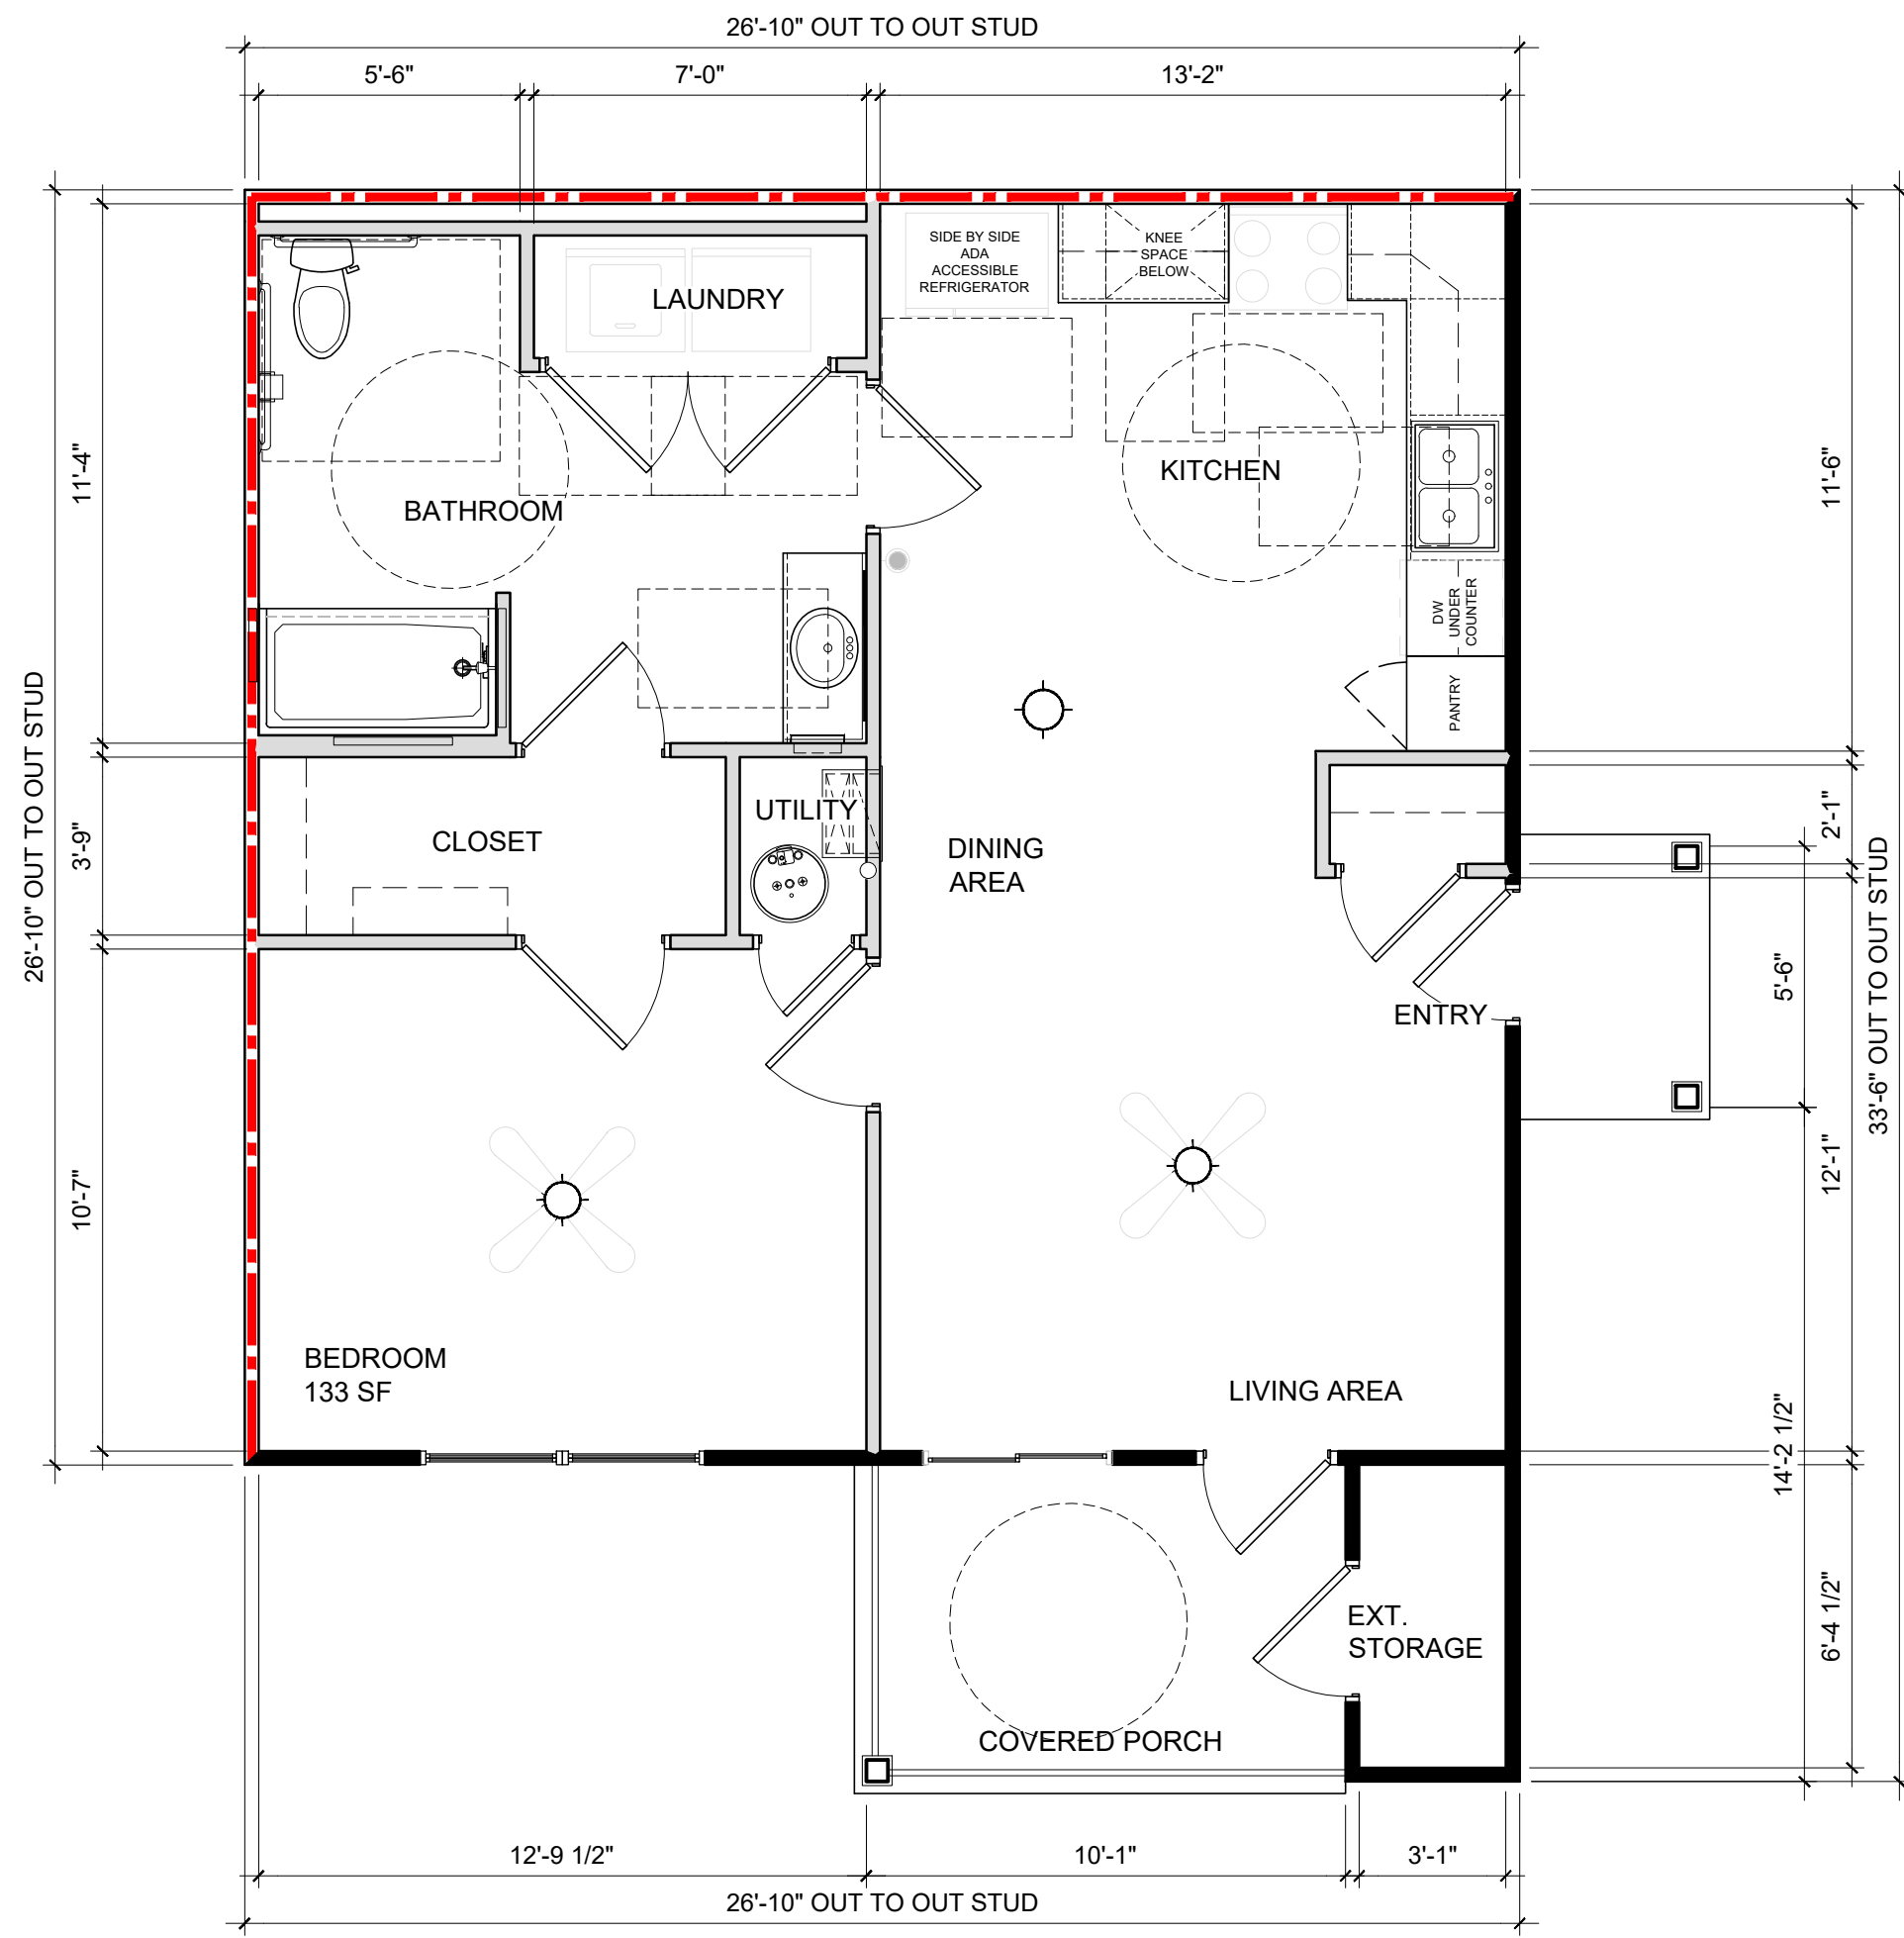 26'-10" OUT TO OUT STUD
5'-6"
7'-0"
13'-2"
SIDE BY SIDE
ADA
ACCESSIBLE
REFRIGERATOR
KNEE
SPACE
BELOW
LAUNDRY
KITCHEN
BATHROOM
11'-4"
11'-6"
DW
UNDER
COUNTER
PANTRY
26'-10" OUT TO OUT STUD
3'-9"
CLOSET
UTILITY
DINING
AREA
2'-1"
5'-6"
33'-6" OUT TO OUT STUD
ENTRY
10'-7"
12'-1"
BEDROOM
133 SF
LIVING AREA
14'-2 1/2"
6'-4 1/2"
EXT.
STORAGE
COVERED PORCH
12'-9 1/2"
10'-1"
3'-1"
26'-10" OUT TO OUT STUD